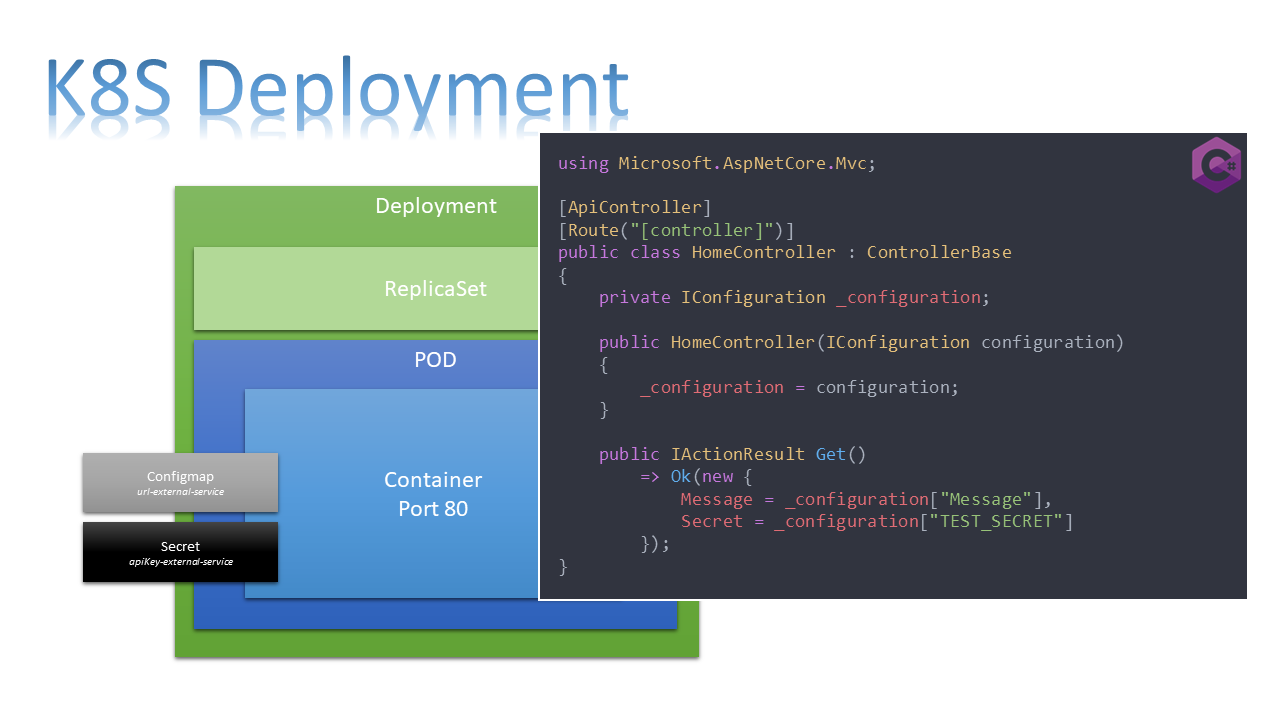 K8S Deployment
Deployment
ReplicaSet
POD
Container
Port 80
Configmap
url-external-service
Secret
apiKey-external-service
using Microsoft.AspNetCore.Mvc;
[ApiController]
[Route("[controller]")]
public class HomeController : ControllerBase
{
    private IConfiguration _configuration;
    public HomeController(IConfiguration configuration)
    {
        _configuration = configuration;
    }
    public IActionResult Get()
        => Ok(new {
            Message = _configuration["Message"],
            Secret = _configuration["TEST_SECRET"]
        });
}
C#